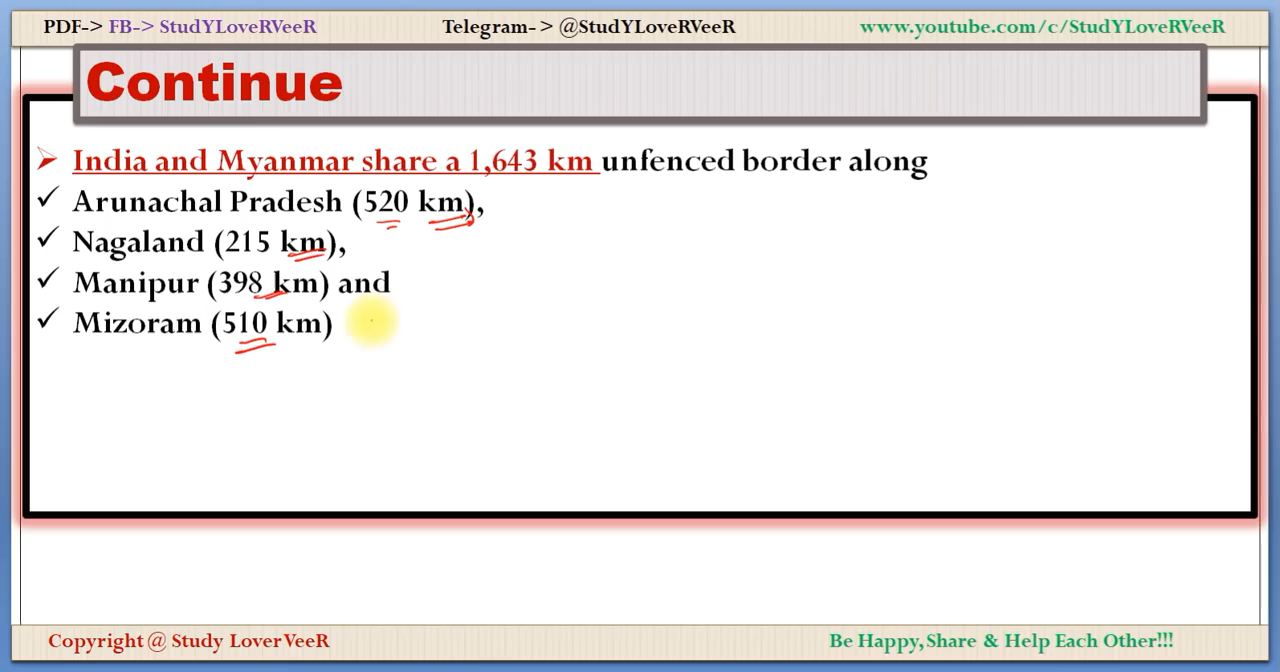 PDF-> FB-> StudYLoveRVeeR Telegram- > @StudYLoveRVeeR www.youtube.com/c/StudYLoveRVeeR
Continue
India and Myanmar share a 1,643 km unfenced border along
Arunachal Pradesh (520 km),
Nagaland (215 km),
Manipur (398 km) and
Mizoram (510 km)
Copyright @ Study Lover VeeR Be Happy,Share & Help Each Other!!!